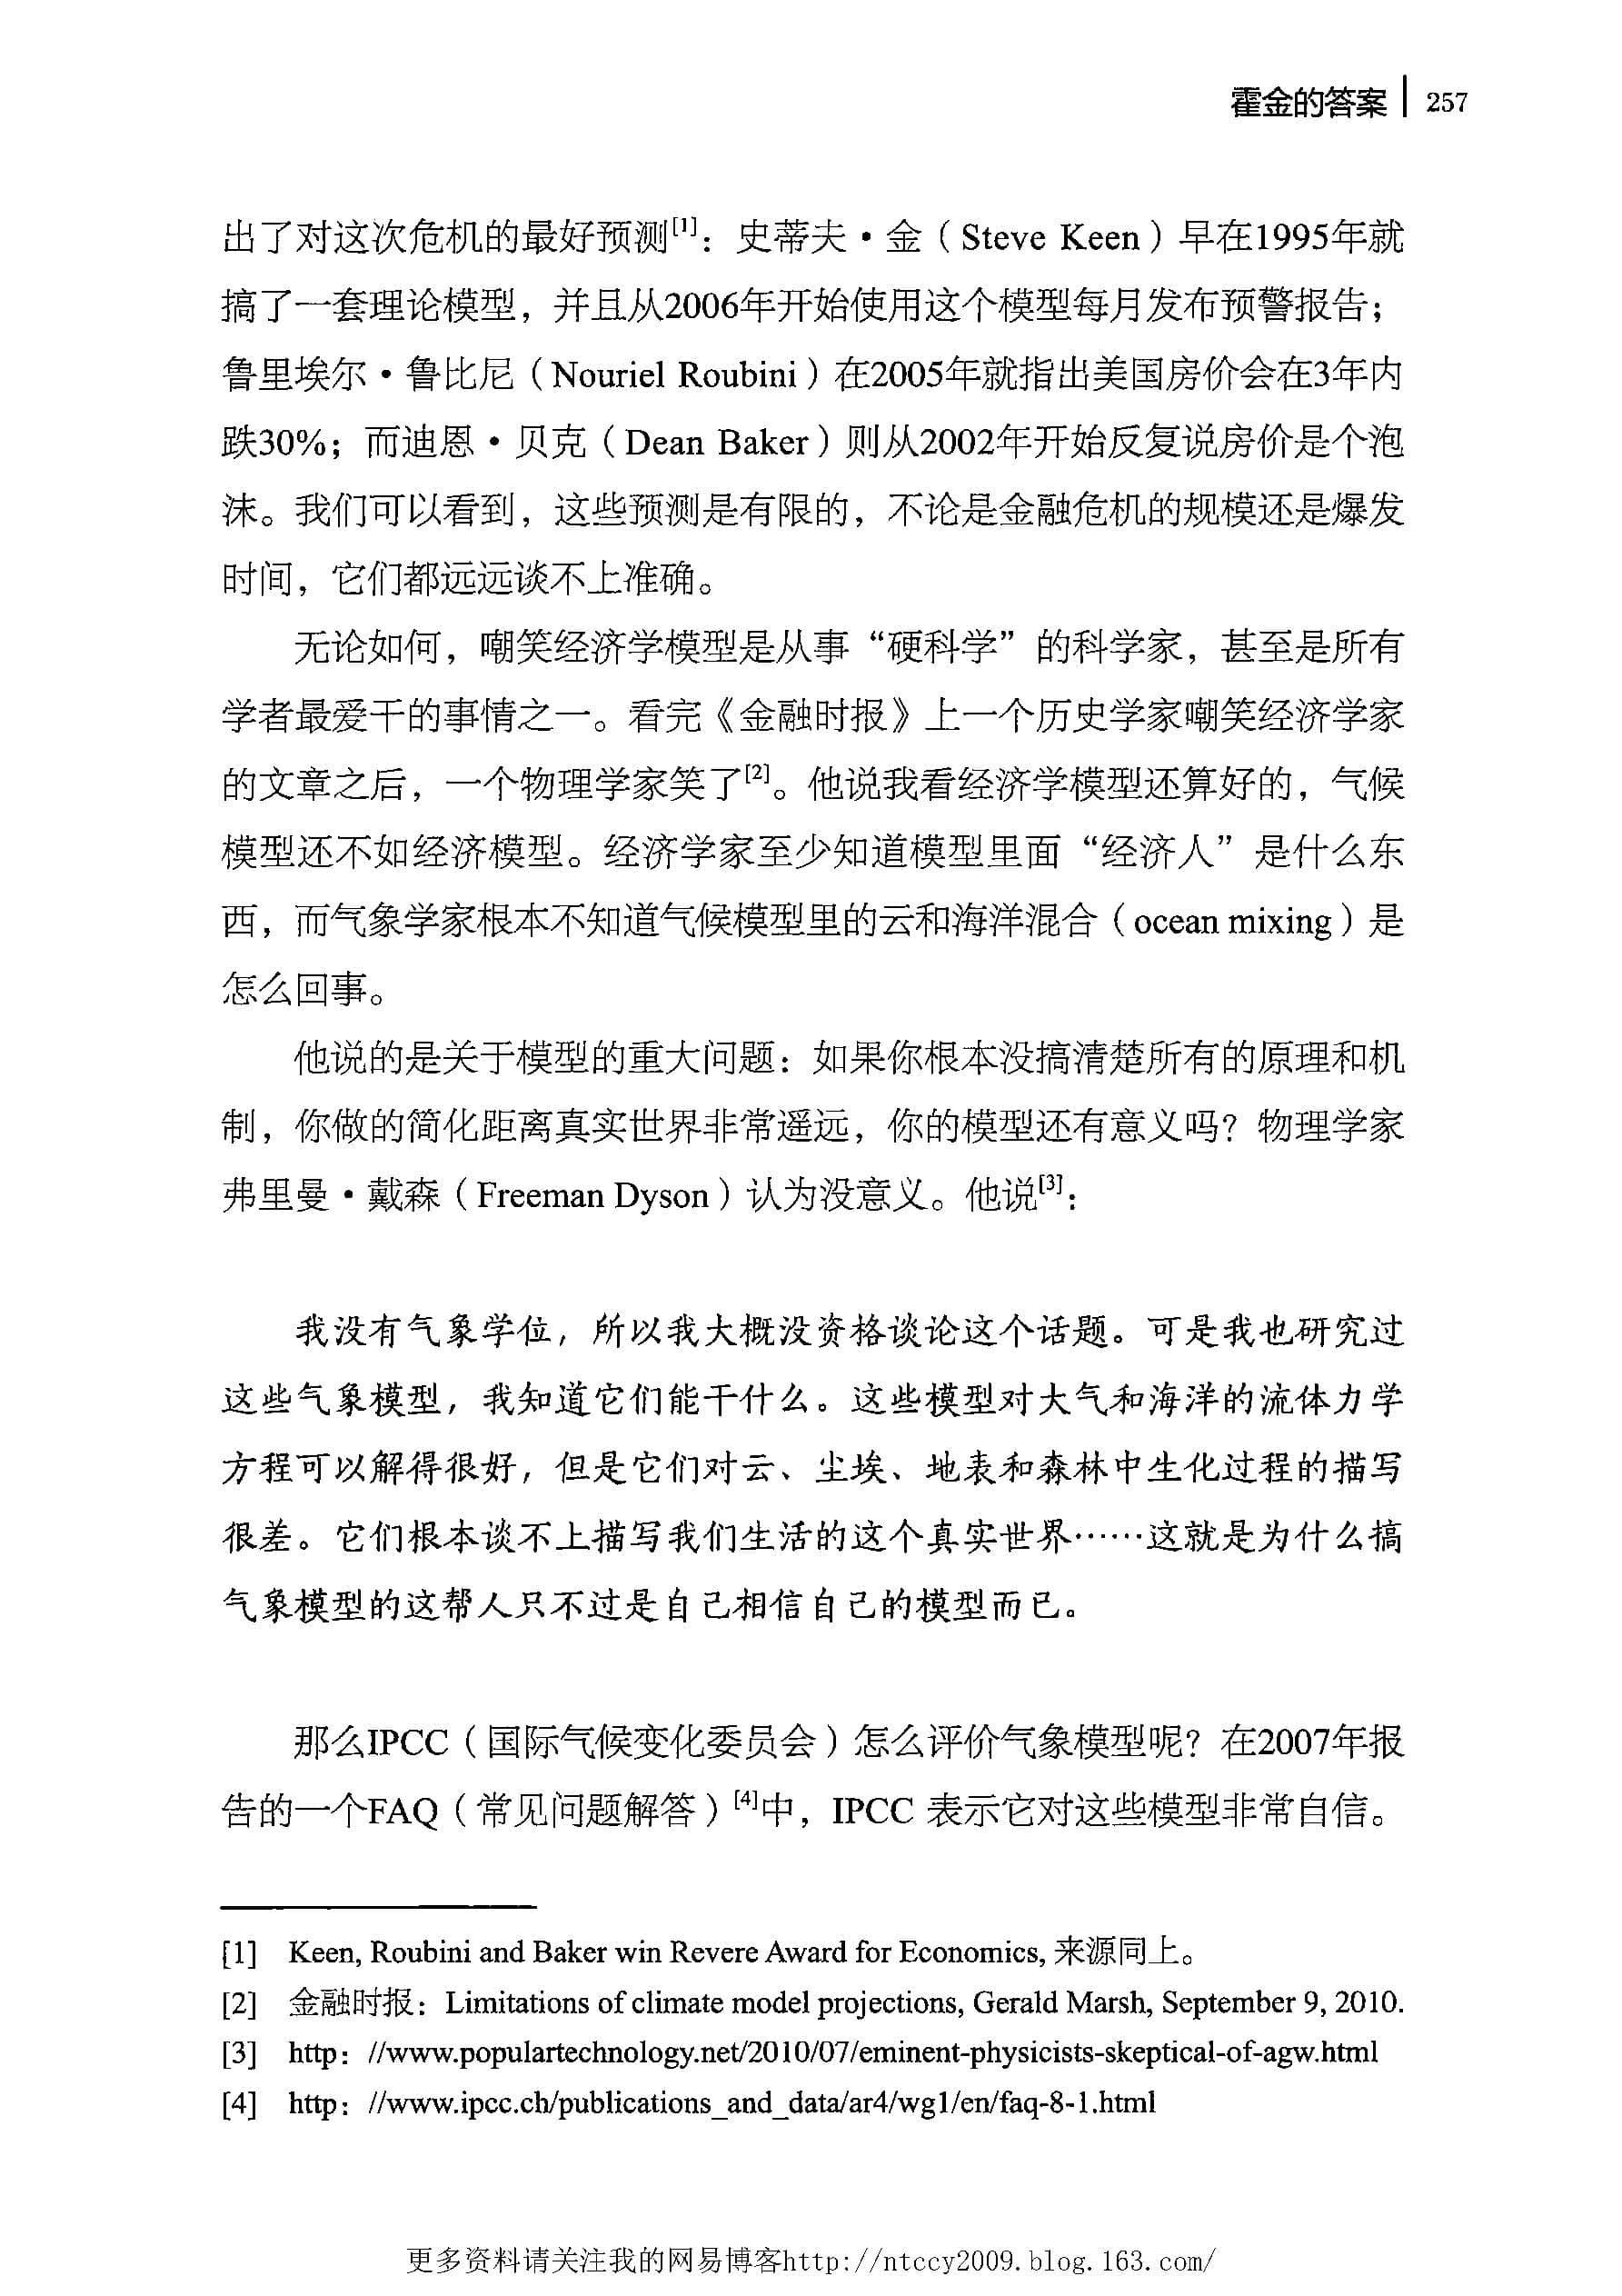 霍金的答案 257
出了对这次危机的最好预测[1]：史蒂夫·金（Steve Keen）早在1995年就
搞了一套理论模型，并且从2006年开始使用这个模型每月发布预警报告；
鲁里埃尔·鲁比尼（Nouriel Roubini）在2005年就指出美国房价会在3年内
跌30%；而迪恩·贝克（Dean Baker）则从2002年开始反复说房价是个泡
沫。我们可以看到，这些预测是有限的，不论是金融危机的规模还是爆发
时间，它们都远远谈不上准确。
无论如何，嘲笑经济学模型是从事“硬科学”的科学家，甚至是所有
学者最爱干的事情之一。看完《金融时报》上一个历史学家嘲笑经济学家
的文章之后，一个物理学家笑了[2]。他说我看经济学模型还算好的，气候
模型还不如经济模型。经济学家至少知道模型里面“经济人”是什么东
西，而气象学家根本不知道气候模型里的云和海洋混合（ocean mixing）是
怎么回事。
他说的是关于模型的重大问题：如果你根本没搞清楚所有的原理和机
制，你做的简化距离真实世界非常遥远，你的模型还有意义吗？物理学家
弗里曼·戴森（Freeman Dyson）认为没意义。他说[3]：
我没有气象学位，所以我大概没资格谈论这个话题。可是我也研究过
这些气象模型，我知道它们能干什么。这些模型对大气和海洋的流体力学
方程可以解得很好，但是它们对云、尘埃、地表和森林中生化过程的描写
很差。它们根本谈不上描写我们生活的这个真实世界……这就是为什么搞
气象模型的这帮人只不过是自己相信自己的模型而已。
那么IPCC（国际气候变化委员会）怎么评价气象模型呢？在2007年报
告的一个FAQ（常见问题解答）[4]中，IPCC 表示它对这些模型非常自信。
[1] Keen, Roubini and Baker win Revere Award for Economics, 来源同上。
[2] 金融时报：Limitations of climate model projections, Gerald Marsh, September 9, 2010.
[3] http：//www.populartechnology.net/2010/07/eminent-physicists-skeptical-of-agw.html
[4] http：//www.ipcc.ch/publications_and_data/ar4/wg1/en/faq-8-1.html
更多资料请关注我的网易博客http://ntccy2009.blog.163.com/